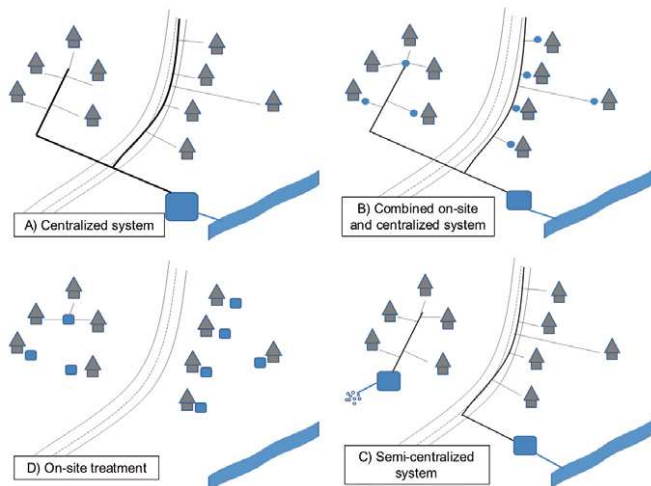 A) Centralized system
B) Combined on-site
and centralized system
D) On-site treatment
C) Semi-centralized
system